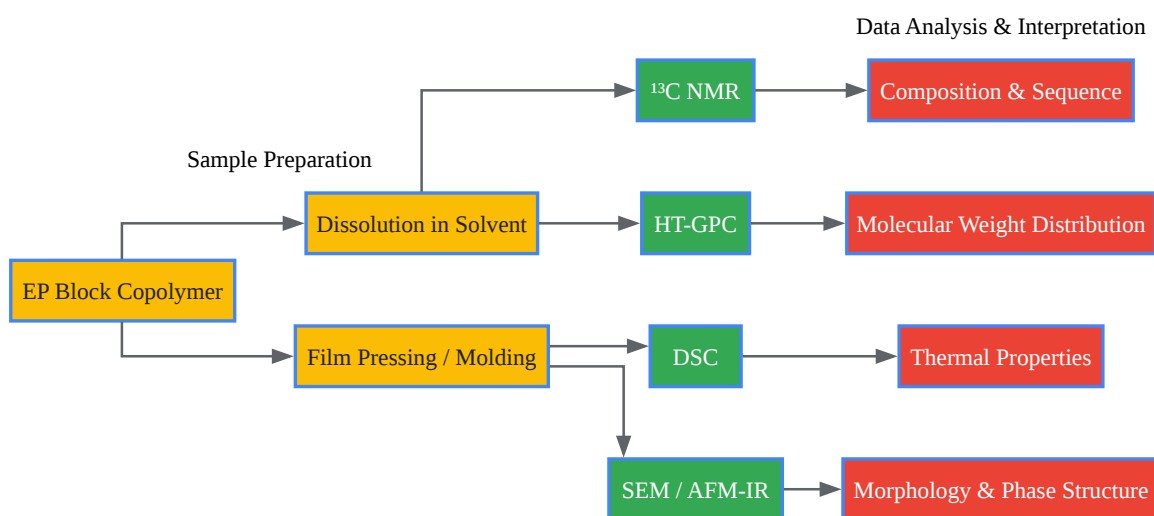 Data Analysis & Interpretation
¹³C NMR
Composition & Sequence
Sample Preparation
Dissolution in Solvent
HT-GPC
Molecular Weight Distribution
EP Block Copolymer
Film Pressing / Molding
DSC
Thermal Properties
SEM / AFM-IR
Morphology & Phase Structure